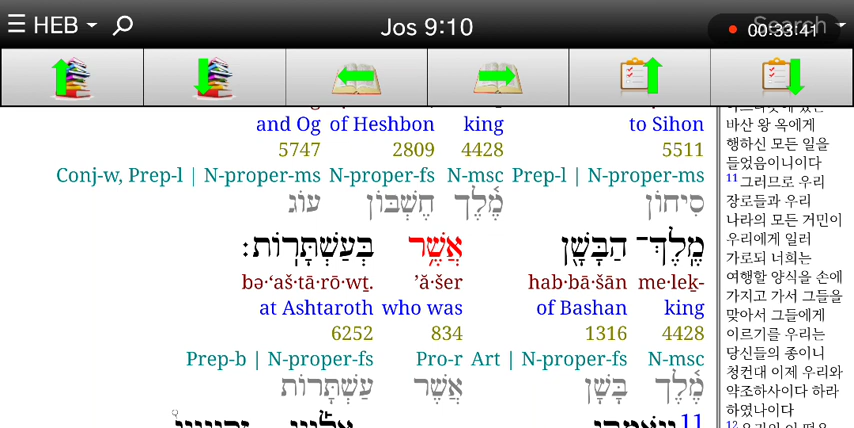 ☰ HEB
Jos 9:10
Search
00:33:41
and Og of Heshbon king to Sihon
5747 2809 4428 5511
Conj-w, Prep-l | N-proper-ms N-proper-fs N-msc Prep-l | N-proper-ms
סִיחוֹן מֶ֫לֶךְ חֶשְׁבּוֹן עוֹג
מֶֽלֶךְ־ הַבָּשָׁ֖ן אֲשֶׁ֥ר בְּעַשְׁתָּרֽוֹת׃
bə·‘aš·tā·rō·wṯ. ’ă·šer hab·bā·šān me·leḵ-
at Ashtaroth who was of Bashan king
6252 834 1316 4428
Prep-b | N-proper-fs Pro-r Art | N-proper-fs N-msc
מֶ֫לֶךְ בָּשָׁן אֲשֶׁר עַשְׁתָּרוֹת
11
바산 왕 옥에게
행하신 모든 일을
들었음이니이다
11 그러므로 우리
장로들과 우리
나라의 모든 거민이
우리에게 일러
가로되 너희는
여행할 양식을 손에
가지고 가서 그들을
맞아서 그들에게
이르기를 우리는
당신들의 종이니
청컨대 이제 우리와
약조하사이다 하라
하였나이다
12